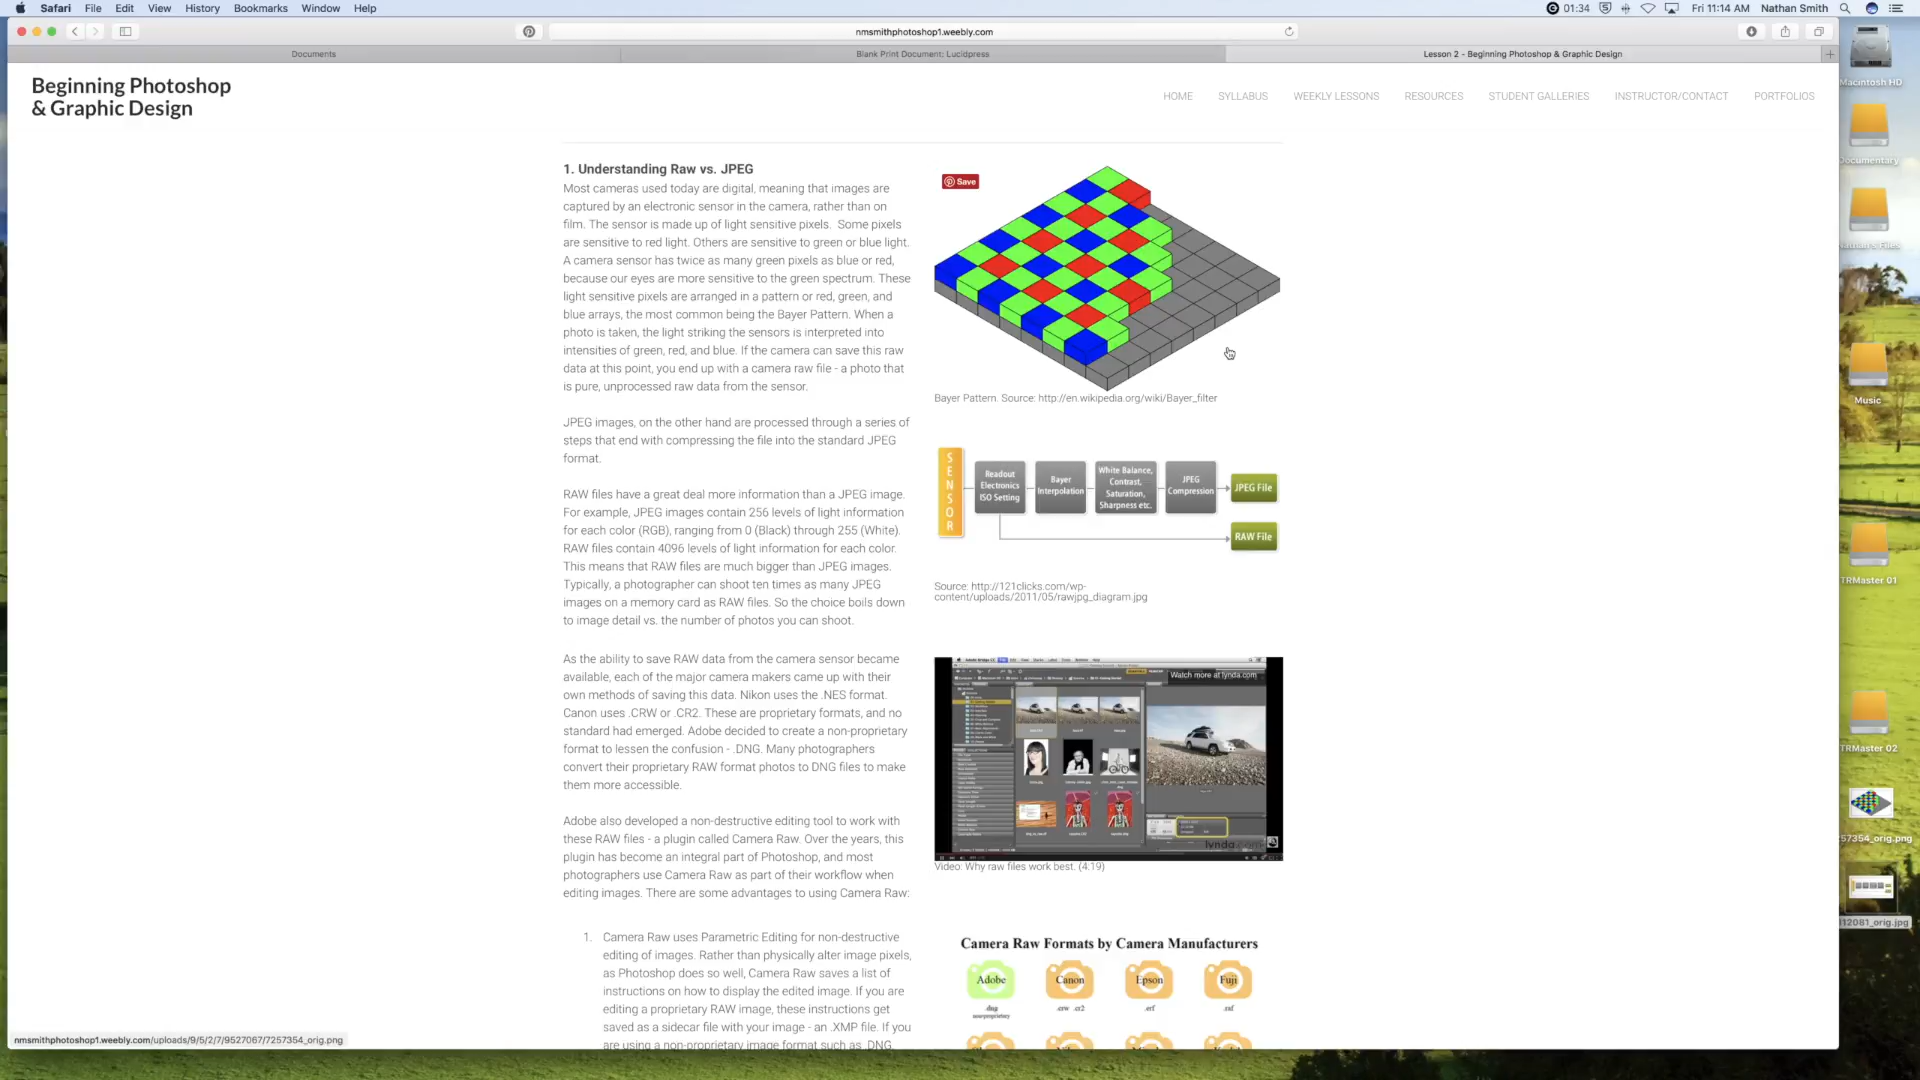 Safari File Edit View History Bookmarks Window Help
01:34 Fri 11:14 AM Nathan Smith
nmsmithphotoshop1.weebly.com
Documents
Blank Print Document: Lucidpress
Lesson 2 - Beginning Photoshop & Graphic Design
Beginning Photoshop
& Graphic Design
HOME SYLLABUS WEEKLY LESSONS RESOURCES STUDENT GALLERIES INSTRUCTOR/CONTACT PORTFOLIOS
1. Understanding Raw vs. JPEG
Most cameras used today are digital, meaning that images are
captured by an electronic sensor in the camera, rather than on
film. The sensor is made up of light sensitive pixels. Some pixels
are sensitive to red light. Others are sensitive to green or blue light.
A camera sensor has twice as many green pixels as blue or red,
because our eyes are more sensitive to the green spectrum. These
light sensitive pixels are arranged in a pattern or red, green, and
blue arrays, the most common being the Bayer Pattern. When a
photo is taken, the light striking the sensors is interpreted into
intensities of green, red, and blue. If the camera can save this raw
data at this point, you end up with a camera raw file - a photo that
is pure, unprocessed raw data from the sensor.
JPEG images, on the other hand are processed through a series of
steps that end with compressing the file into the standard JPEG
format.
RAW files have a great deal more information than a JPEG image.
For example, JPEG images contain 256 levels of light information
for each color (RGB), ranging from 0 (Black) through 255 (White).
RAW files contain 4096 levels of light information for each color.
This means that RAW files are much bigger than JPEG images.
Typically, a photographer can shoot ten times as many JPEG
images on a memory card as RAW files. So the choice boils down
to image detail vs. the number of photos you can shoot.
As the ability to save RAW data from the camera sensor became
available, each of the major camera makers came up with their
own methods of saving this data. Nikon uses the .NES format.
Canon uses .CRW or .CR2. These are proprietary formats, and no
standard had emerged. Adobe decided to create a non-proprietary
format to lessen the confusion - .DNG. Many photographers
convert their proprietary RAW format photos to DNG files to make
them more accessible.
Adobe also developed a non-destructive editing tool to work with
these RAW files - a plugin called Camera Raw. Over the years, this
plugin has become an integral part of Photoshop, and most
photographers use Camera Raw as part of their workflow when
editing images. There are some advantages to using Camera Raw:
1. Camera Raw uses Parametric Editing for non-destructive
editing of images. Rather than physically alter image pixels,
as Photoshop does so well, Camera Raw saves a list of
instructions on how to display the edited image. If you are
editing a proprietary RAW image, these instructions get
saved as a sidecar file with your image - an .XMP file. If you
are using a non-proprietary image format such as .DNG,
Save
Bayer Pattern. Source: http://en.wikipedia.org/wiki/Bayer_filter
SENSOR
Readout
Electronics
ISO Setting
Bayer
Interpolation
White Balance,
Contrast,
Saturation,
Sharpness etc.
JPEG
Compression
JPEG File
RAW File
Source: http://121clicks.com/wp-
content/uploads/2011/05/rawjpg_diagram.jpg
Watch more at lynda.com
lynda.com
Video: Why raw files work best. (4:19)
Camera Raw Formats by Camera Manufacturers
Adobe Canon Epson Fuji
.dng .crw .cr2 .erf .raf
nonproprietary
nmsmithphotoshop1.weebly.com/uploads/9/5/2/7/9527067/7257354_orig.png
Macintosh HD
Documentary
Nathan's Files
Music
TRMaster 01
TRMaster 02
57354_orig.png
12081_orig.jpg